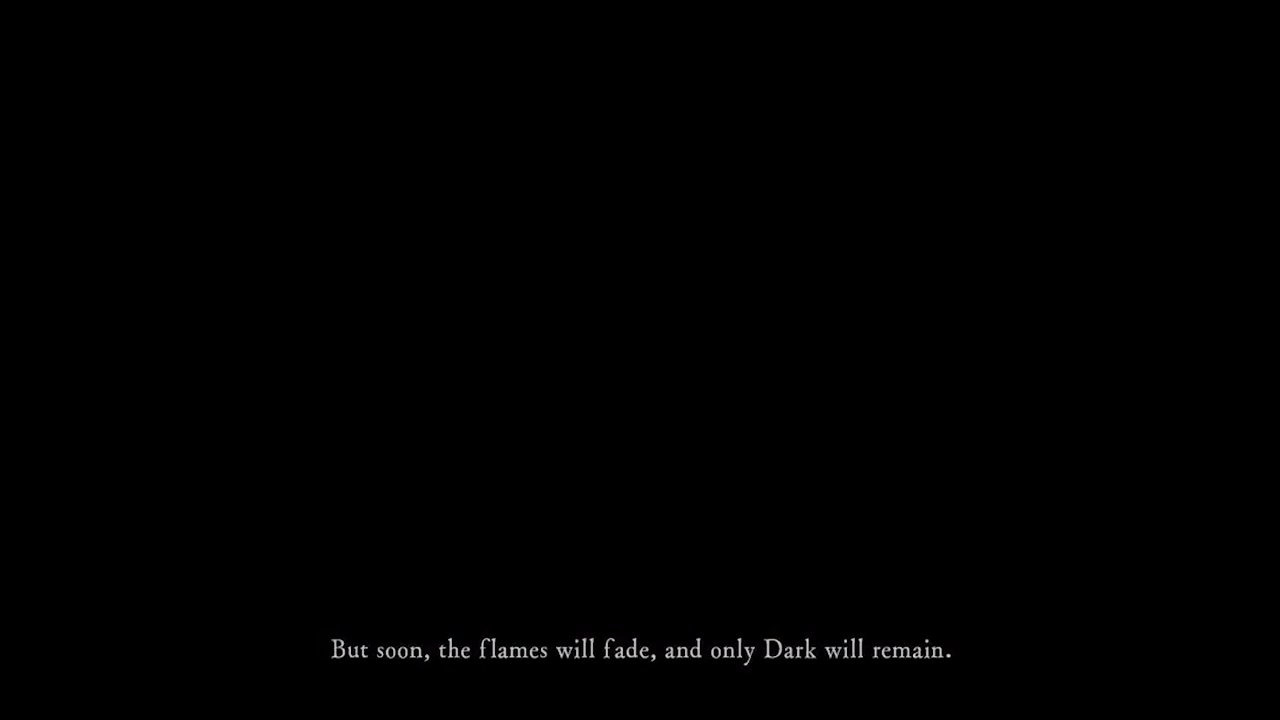 But soon, the flames will fade, and only Dark will remain.